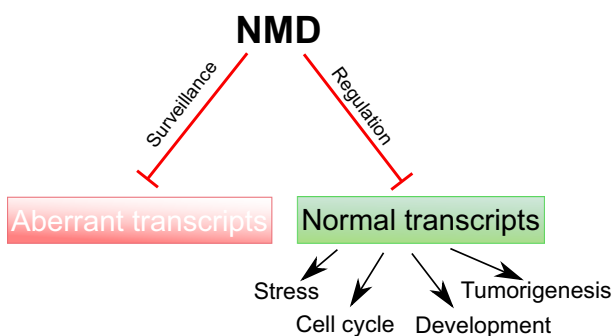 NMD
Surveillance
Regulation
Aberrant transcripts
Normal transcripts
Stress
Tumorigenesis
Cell cycle
Development